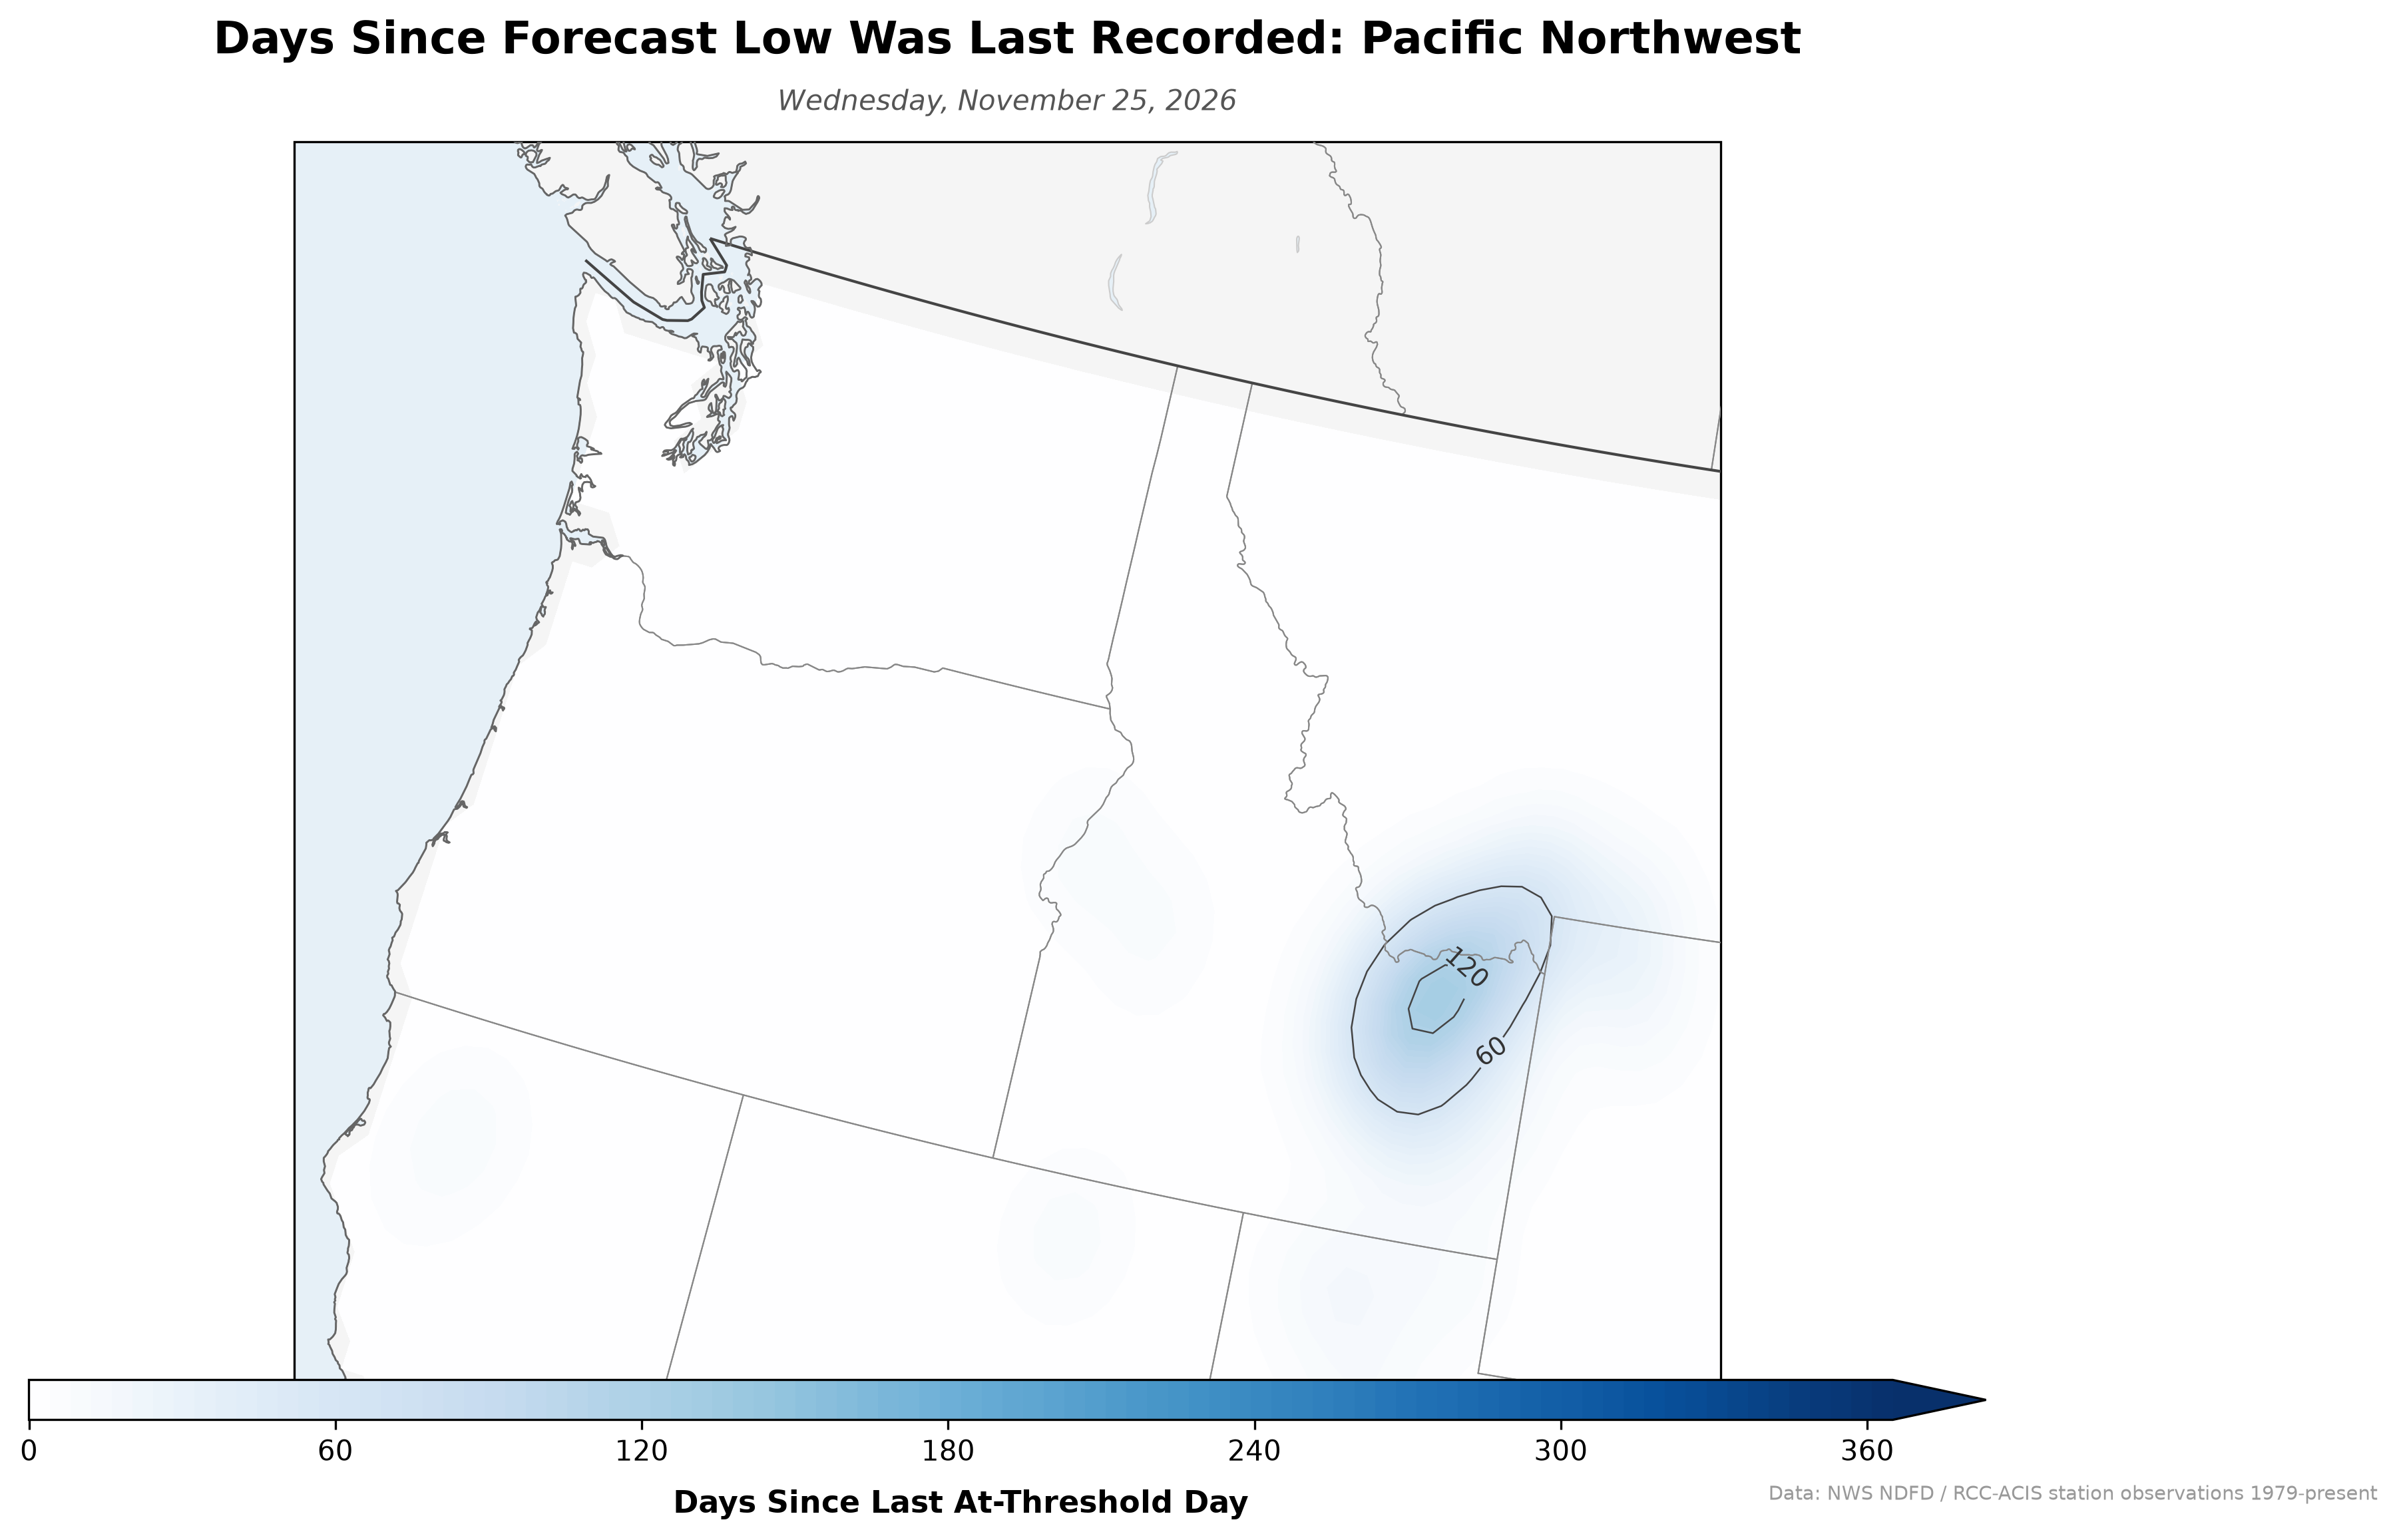 Days Since Forecast Low Was Last Recorded: Pacific Northwest
Wednesday, November 25, 2026
120
60
0 60 120 180 240 300 360
Days Since Last At-Threshold Day
Data: NWS NDFD / RCC-ACIS station observations 1979-present